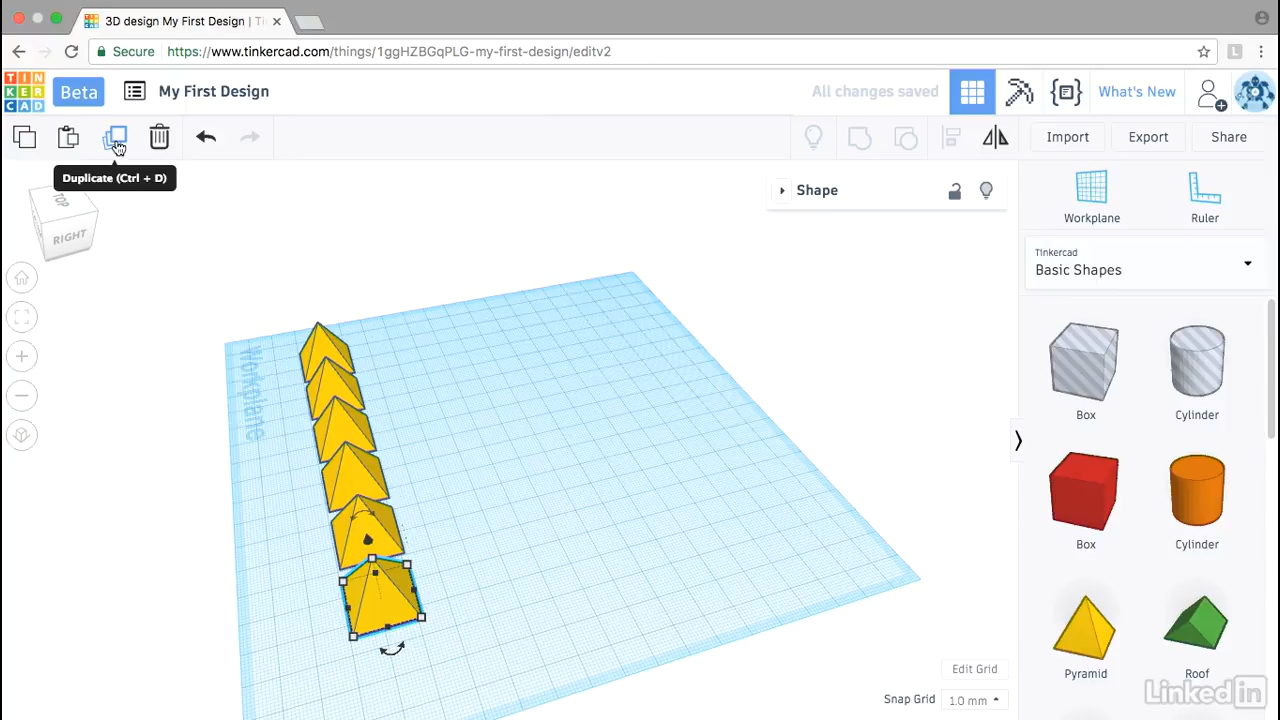 3D design My First Design | Ti
Secure https://www.tinkercad.com/things/1ggHZBGqPLG-my-first-design/editv2
L
TIN
KER
CAD
Beta
My First Design
All changes saved
What's New
Import
Export
Share
Duplicate (Ctrl + D)
TOP
RIGHT
Shape
Workplane
Ruler
Tinkercad
Basic Shapes
Workplane
Box
Cylinder
Box
Cylinder
Pyramid
Roof
Edit Grid
Snap Grid 1.0 mm
LinkedIn